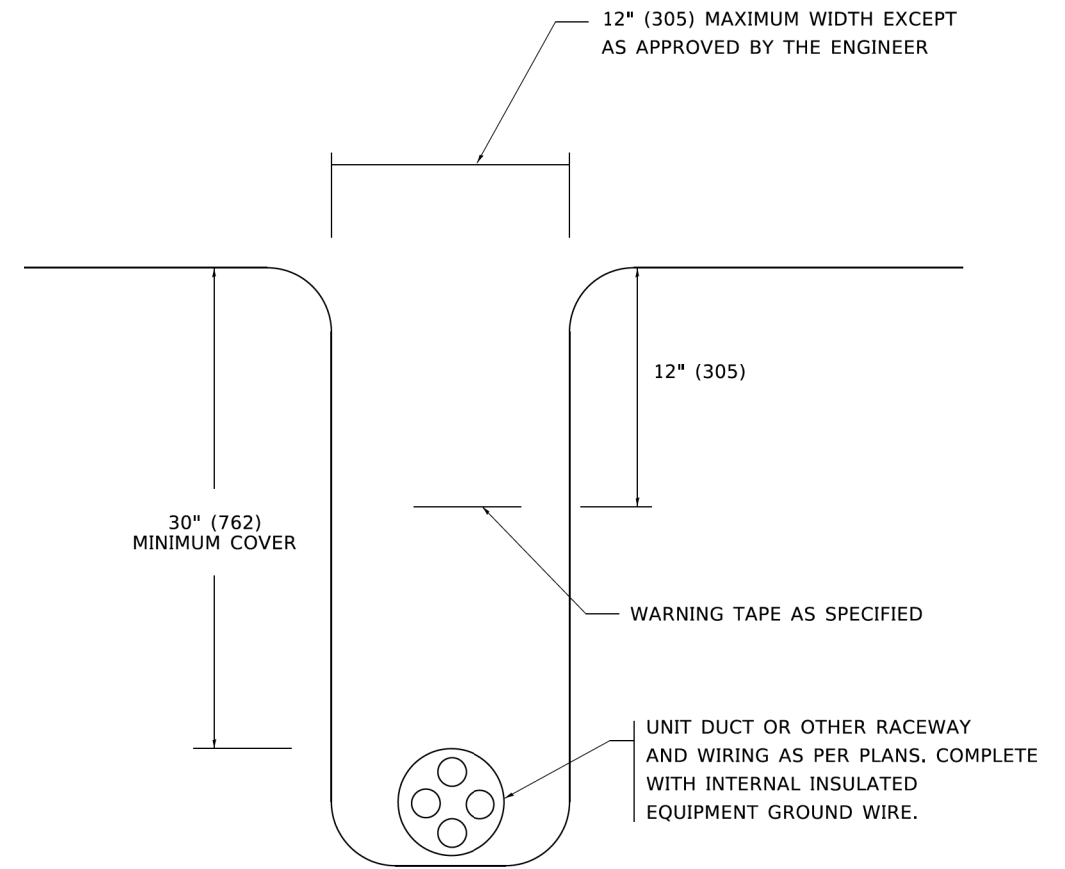 12" (305) MAXIMUM WIDTH EXCEPT
AS APPROVED BY THE ENGINEER
12" (305)
30" (762)
MINIMUM COVER
WARNING TAPE AS SPECIFIED
UNIT DUCT OR OTHER RACEWAY
AND WIRING AS PER PLANS. COMPLETE
WITH INTERNAL INSULATED
EQUIPMENT GROUND WIRE.